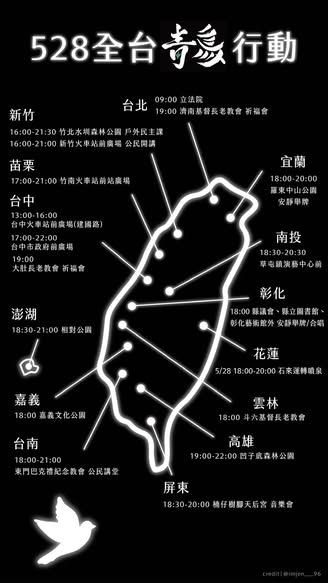 528全台青鳥行動
台北
09:00 立法院
19:00 濟南基督長老教會 祈福會
新竹
16:00-21:30 竹北水圳森林公園 戶外民主課
16:00-21:00 新竹火車站前廣場 公民開講
苗栗
17:00-21:00 竹南火車站前站廣場
台中
13:00-16:00
台中火車站前廣場(建國路)
17:00-22:00
台中市政府前廣場
19:00
大肚長老教會 祈福會
宜蘭
18:00-20:00
羅東中山公園
安靜舉牌
南投
18:30-20:30
草屯鎮演藝中心前
彰化
18:00 縣議會、縣立圖書館、
彰化藝術館外 安靜舉牌/合唱
澎湖
18:30-21:00 相對公園
花蓮
5/28 18:00-20:00 石來運轉噴泉
嘉義
18:00 嘉義文化公園
雲林
18:00 斗六基督長老教會
台南
18:00-21:00
東門巴克禮紀念教會 公民講堂
高雄
19:00-22:00 凹子底森林公園
屏東
18:30-20:00 楠仔樹腳天后宮 音樂會